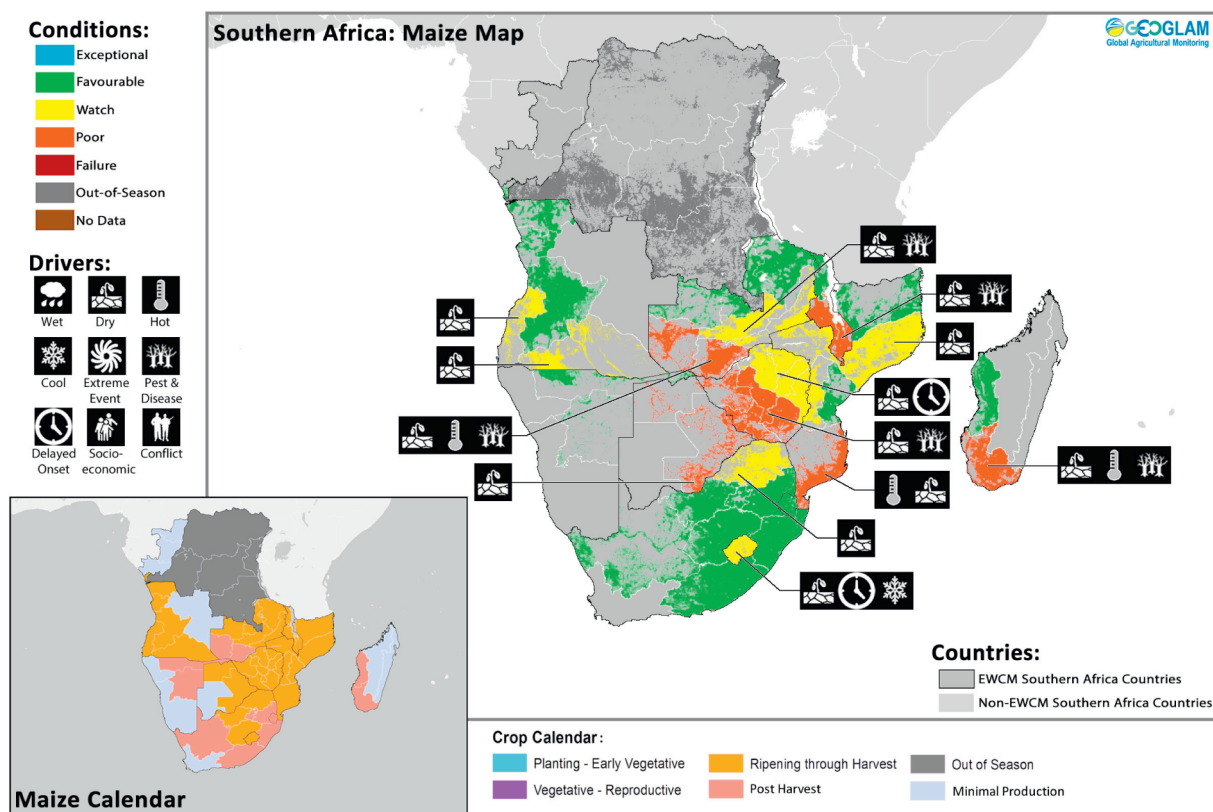 Conditions:
Exceptional
Favourable
Watch
Poor
Failure
Out-of-Season
No Data
Drivers:
Wet
Dry
Hot
Cool
Extreme
Event
Pest &
Disease
Delayed
Onset
Socio-
economic
Conflict
Southern Africa: Maize Map
GEOGLAM
Global Agricultural Monitoring
Countries:
EWCM Southern Africa Countries
Non-EWCM Southern Africa Countries
Maize Calendar
Crop Calendar:
Planting - Early Vegetative
Vegetative - Reproductive
Ripening through Harvest
Post Harvest
Out of Season
Minimal Production